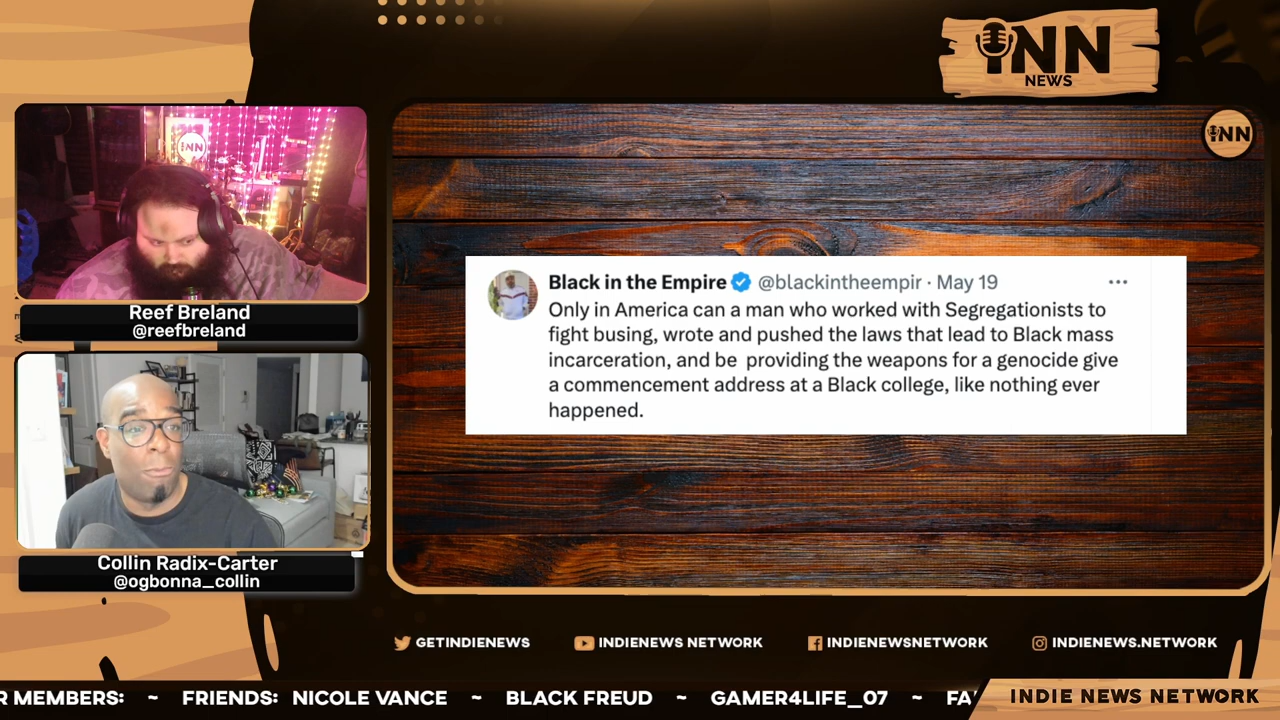 INN
NEWS
INN
INN
Reef Breland
@reefbreland
Black in the Empire @blackintheempir · May 19
Only in America can a man who worked with Segregationists to
fight busing, wrote and pushed the laws that lead to Black mass
incarceration, and be  providing the weapons for a genocide give
a commencement address at a Black college, like nothing ever
happened.
Collin Radix-Carter
@ogbonna_collin
GETINDIENEWS
INDIENEWS NETWORK
INDIENEWSNETWORK
INDIENEWS.NETWORK
R MEMBERS: ~ FRIENDS: NICOLE VANCE ~ BLACK FREUD ~ GAMER4LIFE_07 ~ FA
INDIE NEWS NETWORK